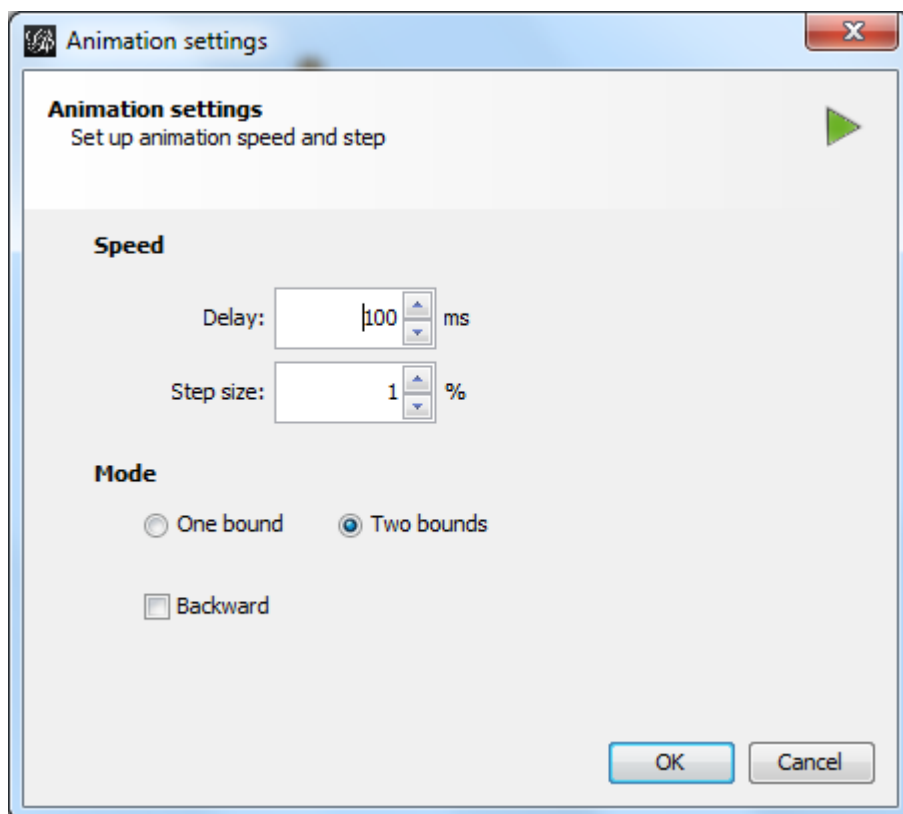 Animation settings
Animation settings
Set up animation speed and step
Speed
Delay: 100 ms
Step size: 1 %
Mode
One bound Two bounds
Backward
OK Cancel